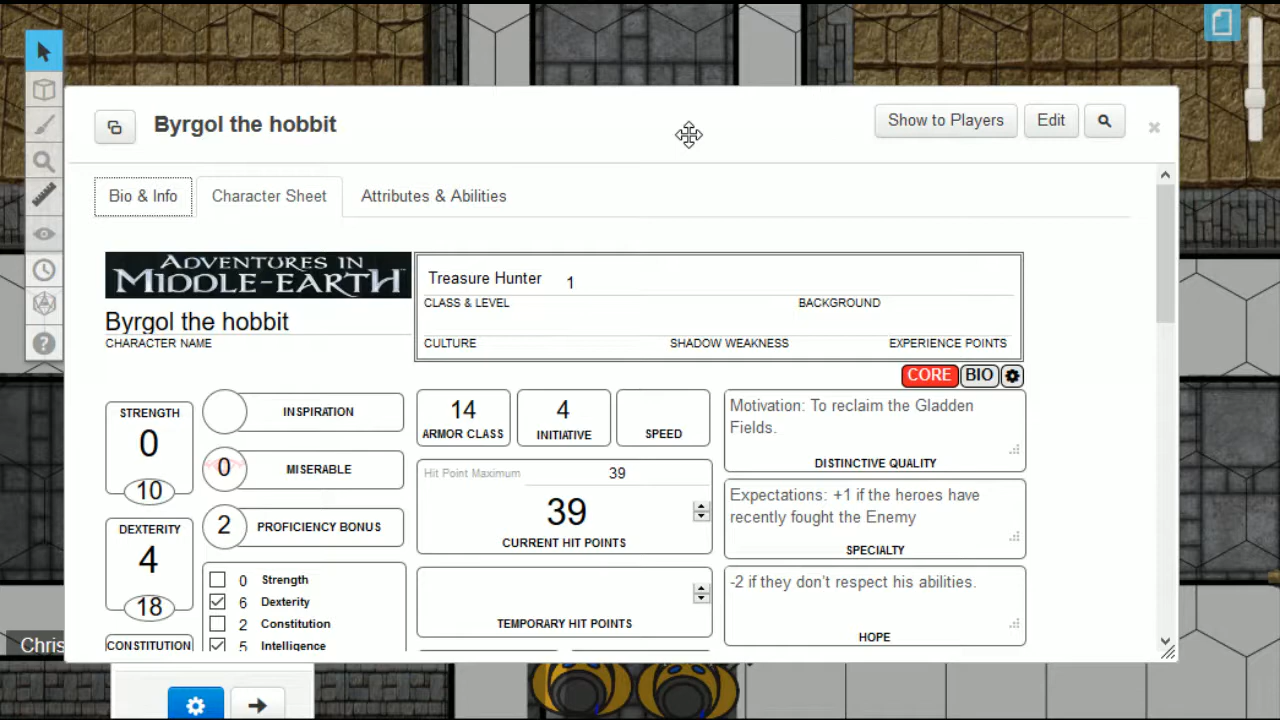 Byrgol the hobbit
Show to Players
Edit
Bio & Info
Character Sheet
Attributes & Abilities
ADVENTURES IN
MIDDLE-EARTH
Treasure Hunter 1
CLASS & LEVEL
BACKGROUND
Byrgol the hobbit
CHARACTER NAME
CULTURE
SHADOW WEAKNESS
EXPERIENCE POINTS
CORE
BIO
STRENGTH
0
10
INSPIRATION
0
MISERABLE
2
PROFICIENCY BONUS
DEXTERITY
4
18
CONSTITUTION
0 Strength
6 Dexterity
2 Constitution
5 Intelligence
14
ARMOR CLASS
4
INITIATIVE
SPEED
Hit Point Maximum 39
39
CURRENT HIT POINTS
TEMPORARY HIT POINTS
Motivation: To reclaim the Gladden
Fields.
DISTINCTIVE QUALITY
Expectations: +1 if the heroes have
recently fought the Enemy
SPECIALTY
-2 if they don't respect his abilities.
HOPE
Chris